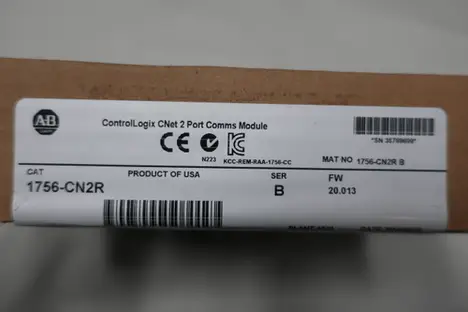 A-B
ControlLogix CNet 2 Port Comms Module
CE
N223
KCC-REM-RAA-1756-CC
MAT NO 1756-CN2R B
CAT
1756-CN2R
PRODUCT OF USA
SER
B
FW
20.013